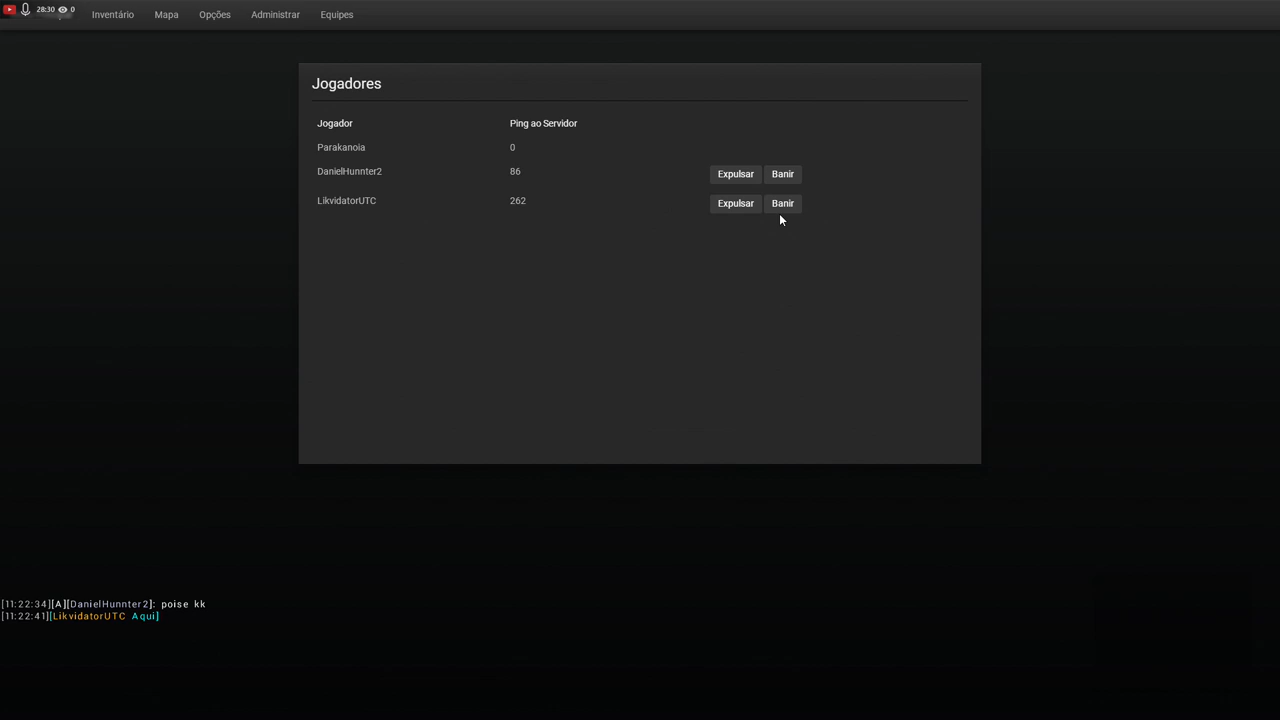 28:30 0
Inventário Mapa Opções Administrar Equipes
Jogadores
Jogador Ping ao Servidor
Parakanoia 0
DanielHunnter2 86 Expulsar Banir
LikvidatorUTC 262 Expulsar Banir
[11:22:34][A][DanielHunnter2]: poise kk
[11:22:41][LikvidatorUTC Aqui]